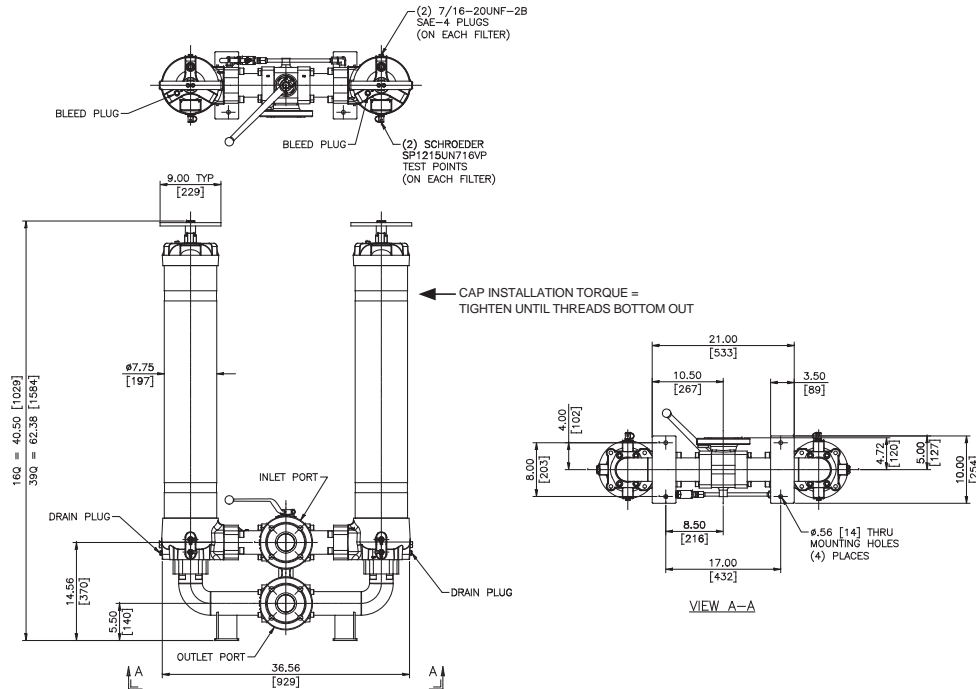 (2) 7/16-20UNF-2B
SAE-4 PLUGS
(ON EACH FILTER)
BLEED PLUG
BLEED PLUG
(2) SCHROEDER
SP1215UN716VP
TEST POINTS
(ON EACH FILTER)
9.00 TYP
[229]
CAP INSTALLATION TORQUE =
TIGHTEN UNTIL THREADS BOTTOM OUT
ø7.75
[197]
16Q = 40.50 [1029]
39Q = 62.38 [1584]
INLET PORT
DRAIN PLUG
14.56
[370]
5.50
[140]
DRAIN PLUG
OUTLET PORT
36.56
[929]
A
A
21.00
[533]
10.50
[267]
3.50
[89]
4.00
[102]
8.00
[203]
4.72
[120]
5.00
[127]
10.00
[254]
8.50
[216]
17.00
[432]
ø.56 [14] THRU
MOUNTING HOLES
(4) PLACES
VIEW A-A